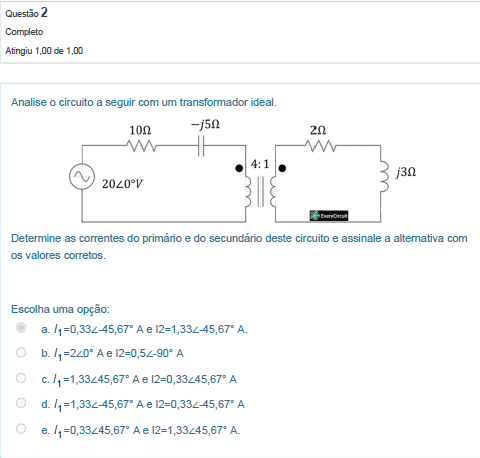 Questão 2
Completo
Atingiu 1,00 de 1,00
Analise o circuito a seguir com um transformador ideal.
10Ω
−j5Ω
2Ω
4:1
j3Ω
20∠0°V
EveryCircuit
Determine as correntes do primário e do secundário deste circuito e assinale a alternativa com
os valores corretos.
Escolha uma opção:
a. I₁=0,33∠-45,67° A e I2=1,33∠-45,67° A.
b. I₁=2∠0° A e I2=0,5∠-90° A
c. I₁=1,33∠45,67° A e I2=0,33∠45,67° A
d. I₁=1,33∠-45,67° A e I2=0,33∠-45,67° A
e. I₁=0,33∠45,67° A e I2=1,33∠45,67° A.